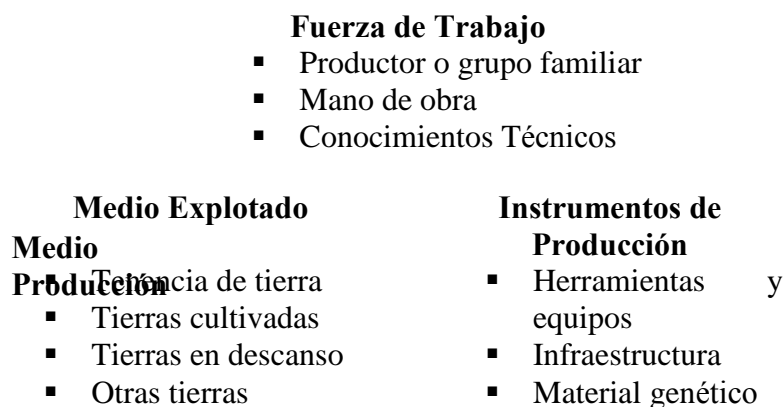 Fuerza de Trabajo
▪ Productor o grupo familiar
▪ Mano de obra
▪ Conocimientos Técnicos
Medio Explotado
Medio
Producción
▪ Tenencia de tierra
▪ Tierras cultivadas
▪ Tierras en descanso
▪ Otras tierras
Instrumentos de
Producción
▪ Herramientas y
equipos
▪ Infraestructura
▪ Material genético